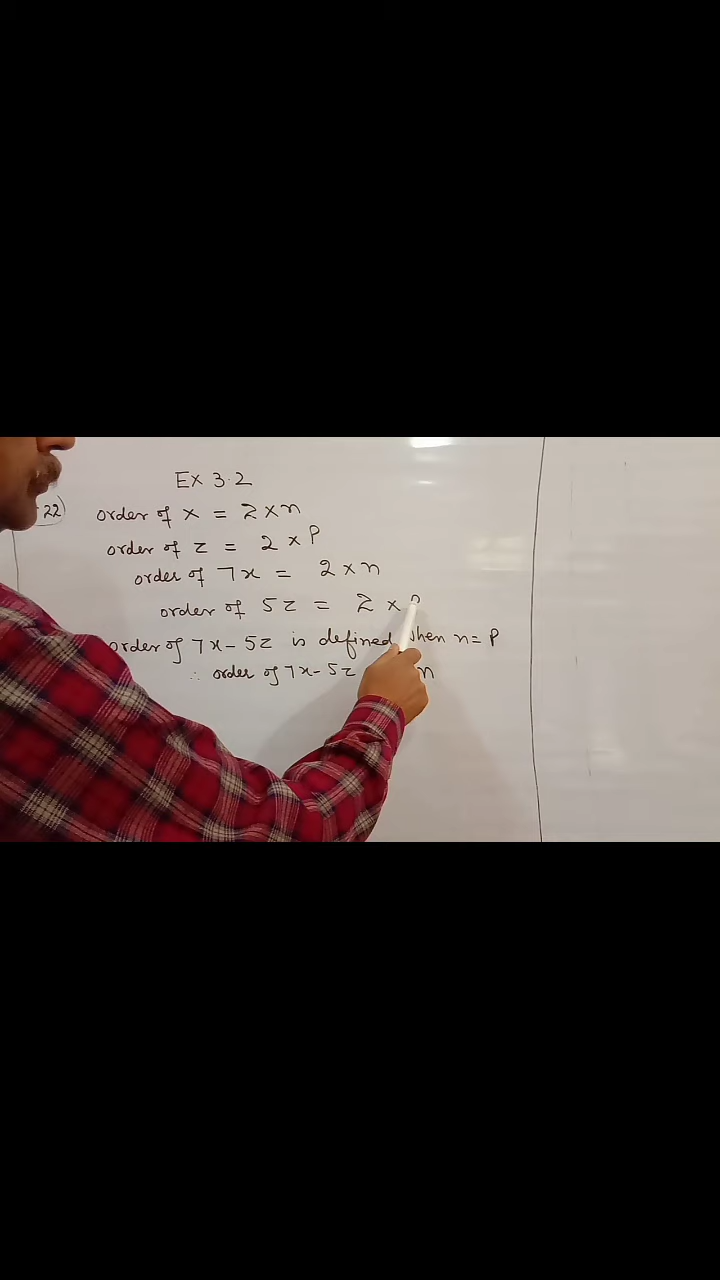 Ex 3.2
22) order of x = 2 × n
order of z = 2 × P
order of 7x = 2 × n
order of 5z = 2 ×
order of 7x - 5z is defined when n = P
∴ order of 7x - 5z n